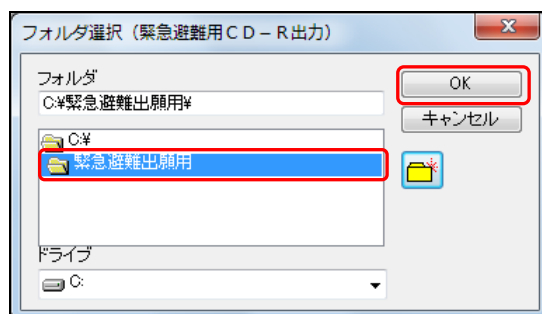 フォルダ選択（緊急避難用ＣＤ－Ｒ出力）
フォルダ
C:¥緊急避難出願用¥
OK
キャンセル
C:¥
緊急避難出願用
ドライブ
C: